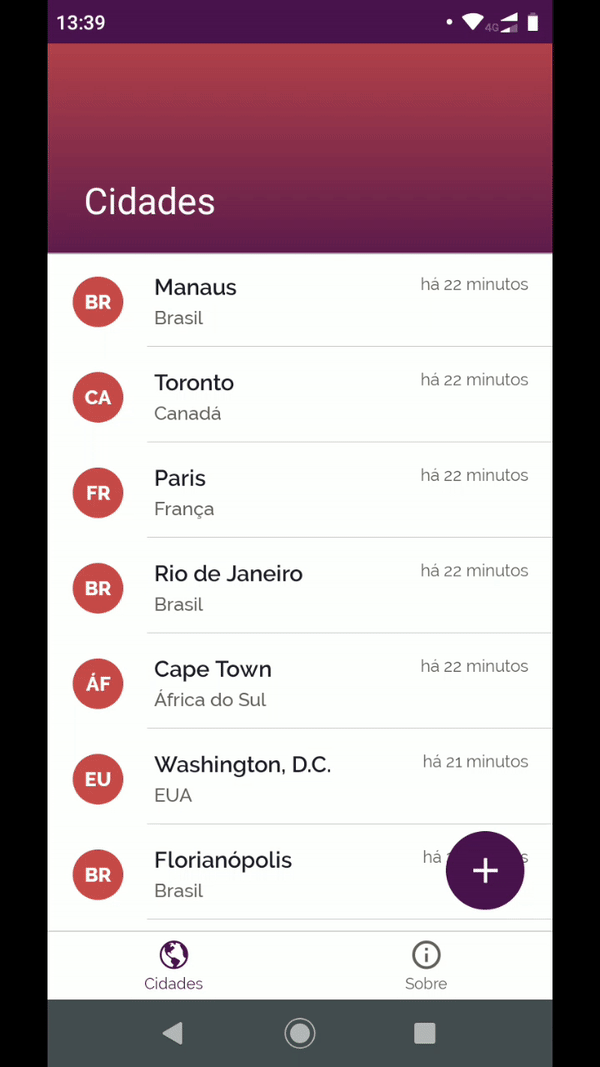 13:39
4G
Cidades
BR
Manaus
há 22 minutos
Brasil
CA
Toronto
há 22 minutos
Canadá
FR
Paris
há 22 minutos
França
BR
Rio de Janeiro
há 22 minutos
Brasil
ÁF
Cape Town
há 22 minutos
África do Sul
EU
Washington, D.C.
há 21 minutos
EUA
BR
Florianópolis
há
Brasil
Cidades
Sobre